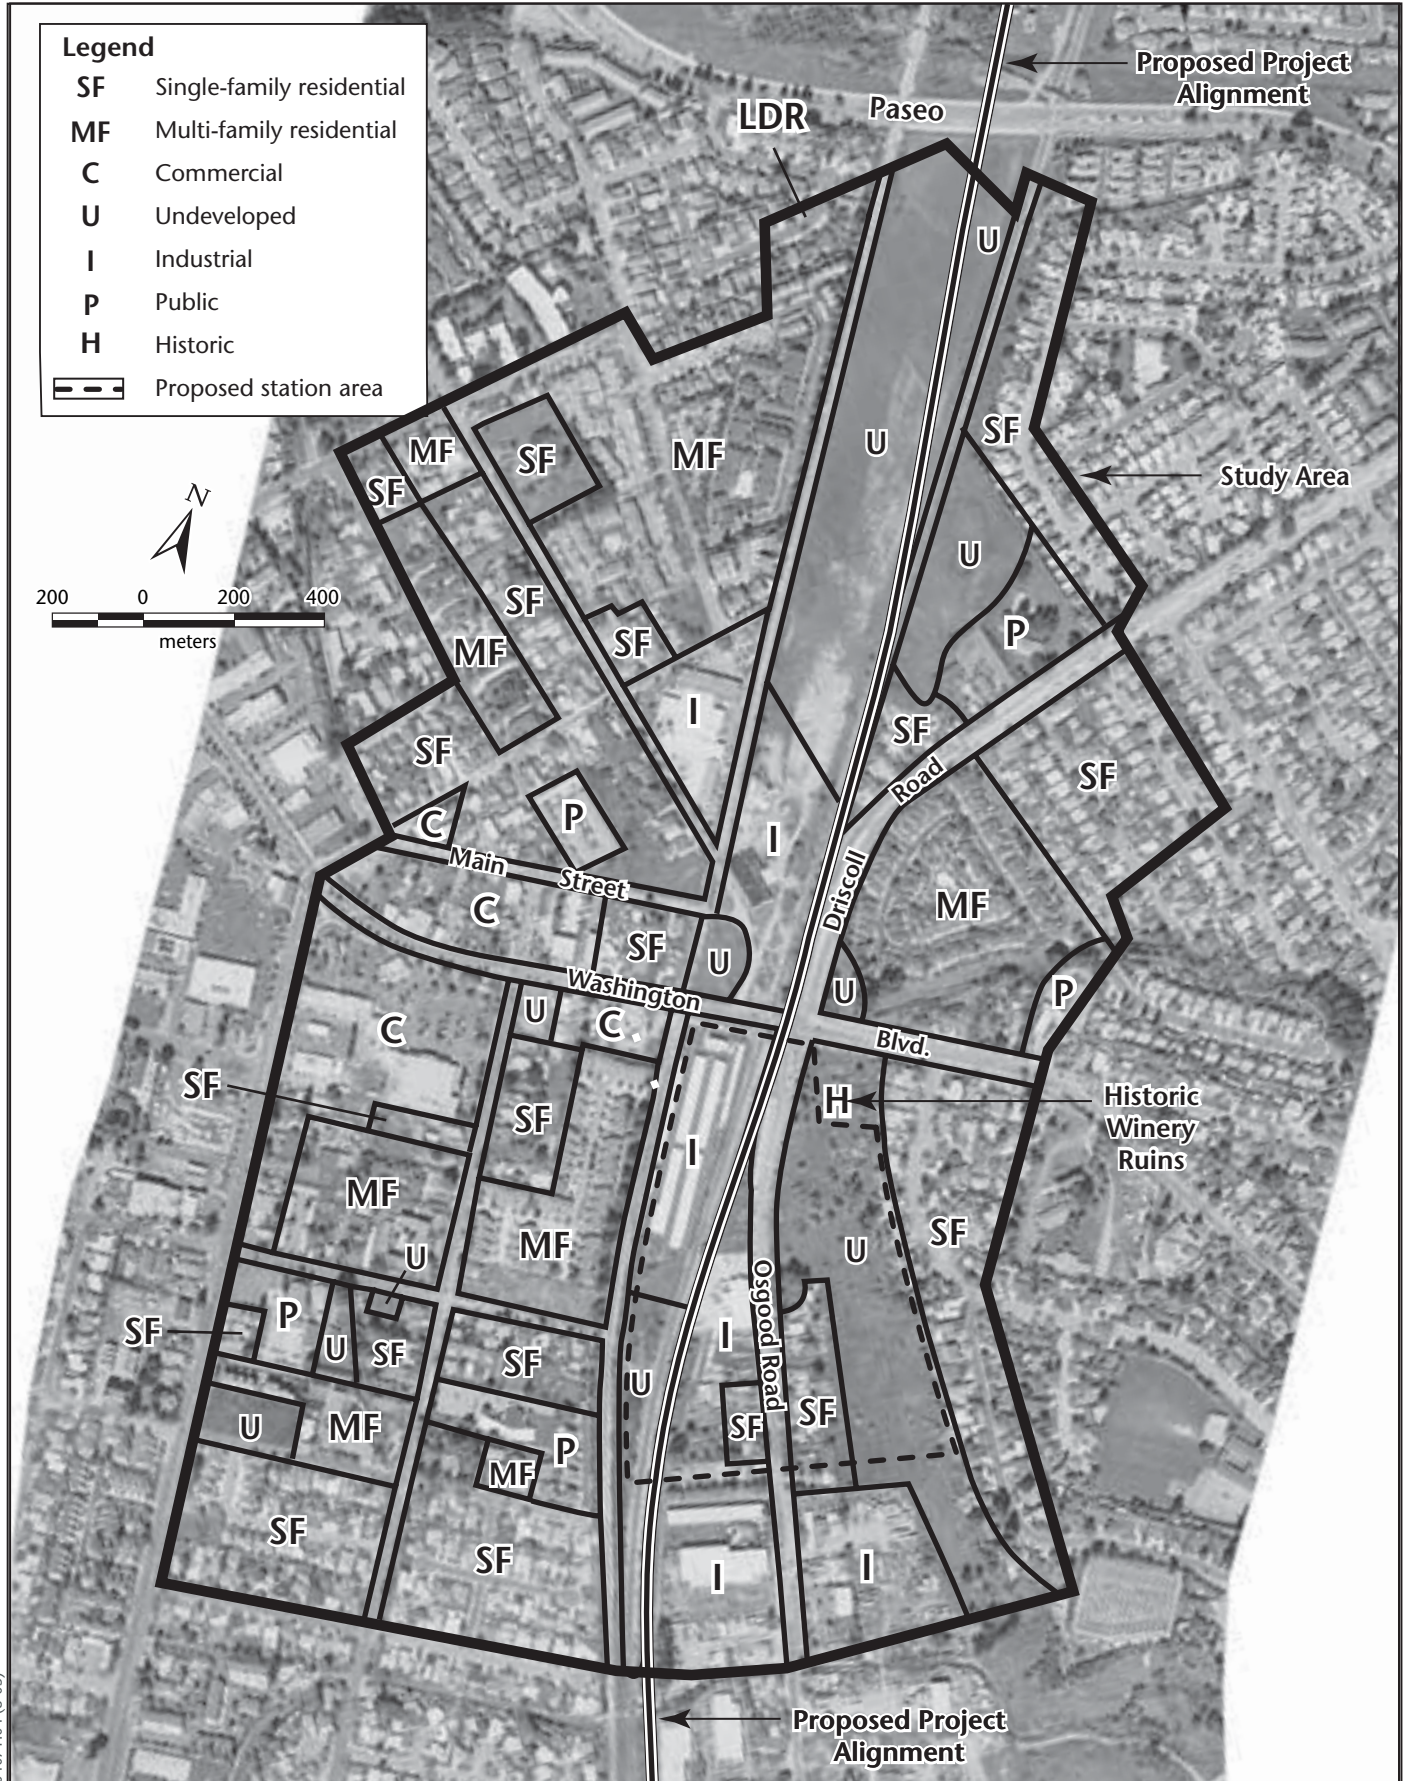 Legend
SF Single-family residential
MF Multi-family residential
C Commercial
U Undeveloped
I Industrial
P Public
H Historic
Proposed station area
Proposed Project
Alignment
Paseo
LDR
U
SF
MF
SF
MF
U
SF
Study Area
N
200 0 200 400
meters
U
SF
P
SF
MF
I
SF
SF
SF
Road
C
P
I
Main
Street
Driscoll
MF
C
SF
U
Washington
U
P
U
C
C
Blvd.
SF
SF
H
Historic
Winery
Ruins
I
MF
SF
MF
U
U
Osgood Road
SF
P
U
SF
SF
I
U
SF
SF
U
MF
P
MF
SF
SF
I
I
Proposed Project
Alignment